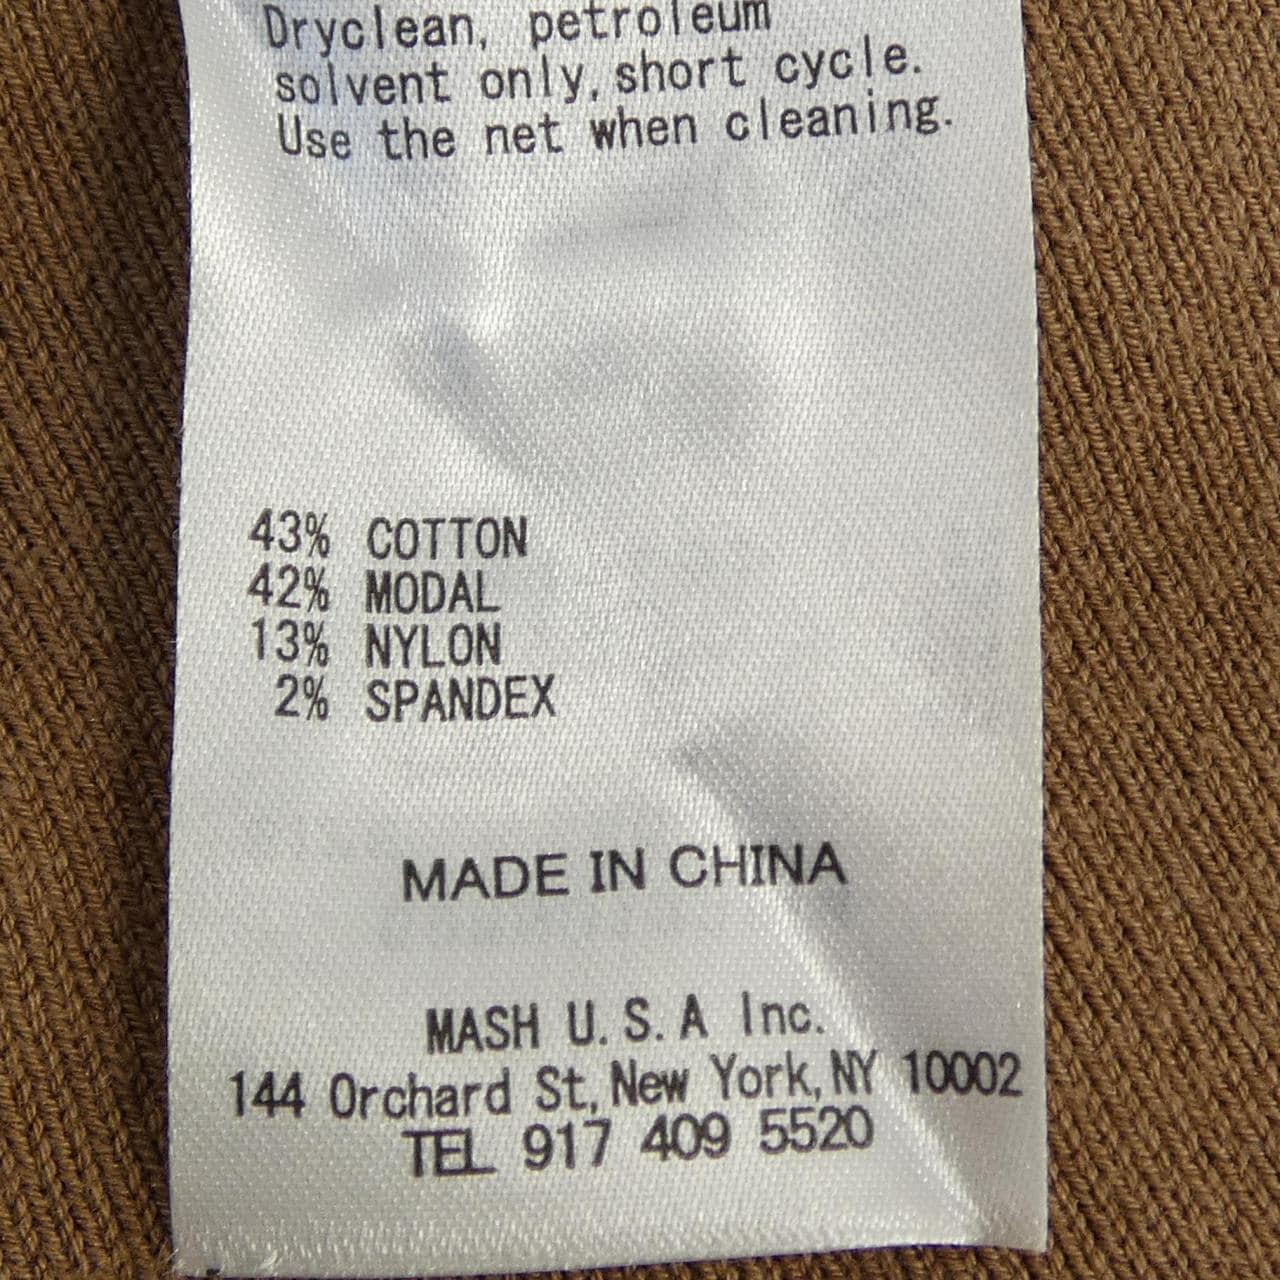 Dryclean, petroleum
solvent only, short cycle.
Use the net when cleaning.
43% COTTON
42% MODAL
13% NYLON
2% SPANDEX
MADE IN CHINA
MASH U.S.A Inc.
144 Orchard St, New York, NY 10002
TEL 917 409 5520